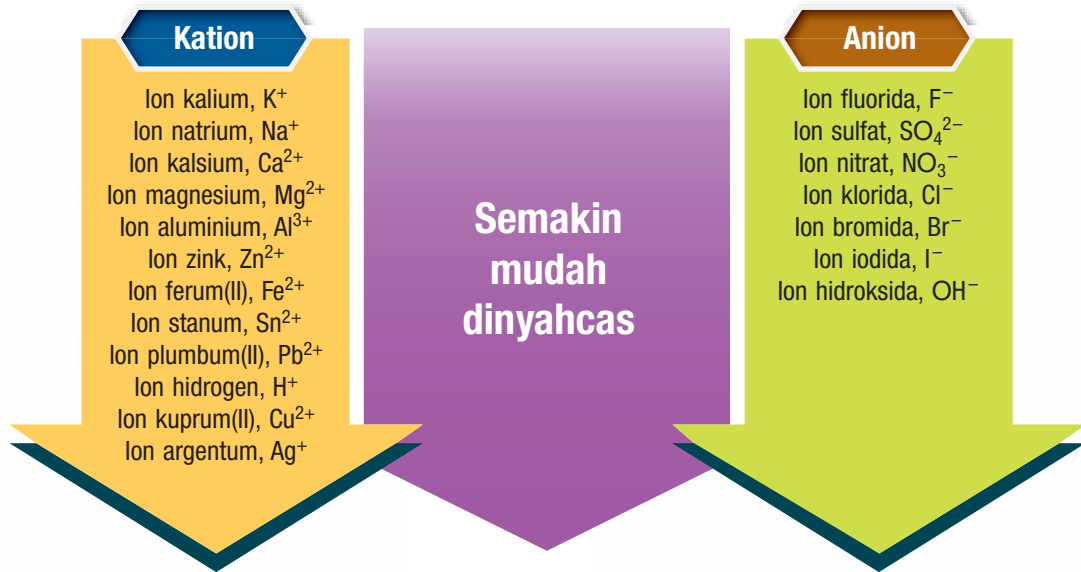 Kation
Ion kalium, K⁺
Ion natrium, Na⁺
Ion kalsium, Ca²⁺
Ion magnesium, Mg²⁺
Ion aluminium, Al³⁺
Ion zink, Zn²⁺
Ion ferum(II), Fe²⁺
Ion stanum, Sn²⁺
Ion plumbum(II), Pb²⁺
Ion hidrogen, H⁺
Ion kuprum(II), Cu²⁺
Ion argentum, Ag⁺
Semakin
mudah
dinyahcas
Anion
Ion fluorida, F⁻
Ion sulfat, SO₄²⁻
Ion nitrat, NO₃⁻
Ion klorida, Cl⁻
Ion bromida, Br⁻
Ion iodida, I⁻
Ion hidroksida, OH⁻